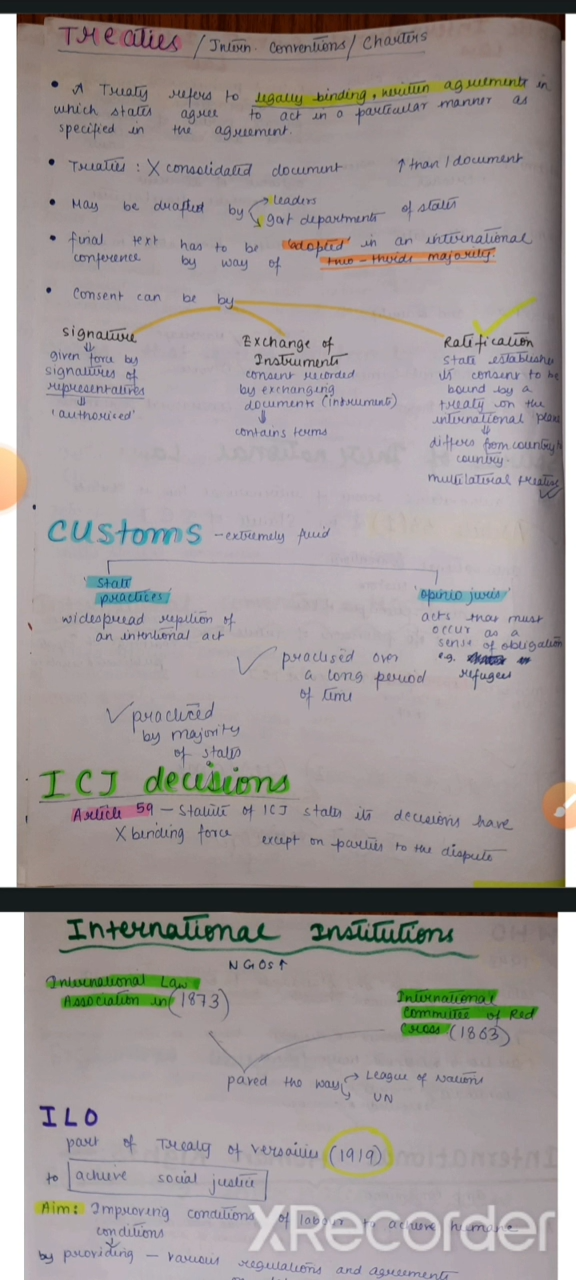 Treaties / Intern. Conventions / Charters
• A Treaty refers to legally binding, written agreements in
which states agree to act in a particular manner as
specified in the agreement.
• Treaties : X consolidated document ↑ than 1 document
• May be drafted by → leaders
→ govt departments of states
• final text has to be 'adopted' in an international
conference by way of two-thirds majority.
• Consent can be by
signature
given force by
signatures of
representatives
'authorised'
Exchange of
Instruments
consent recorded
by exchanging
documents (intruments)
contains terms
Ratification
state establishes
its consent to be
bound by a
treaty on the
international plane
differs from country to
country.
multilateral treaties
Customs - extremely fluid
'State
practices'
widespread repition of
an intentional act
'opinio juris'
acts that must
occur as a
sense of obligation
e.g.
refugees
✓ practised over
a long period
of time
✓ practiced
by majority
of states
ICJ decisions
Article 59 - Statute of ICJ states its decisions have
X binding force except on parties to the dispute
International Institutions
NGOs ↑
International Law
Association in (1873)
International
Committee of Red
Cross (1863)
paved the way → League of Nations
→ UN
ILO
part of Treaty of Versailles (1919)
to achieve social justice
Aim: Improving conditions of labour to achieve humane
conditions
by providing - various regulations and agreements
XRecorder